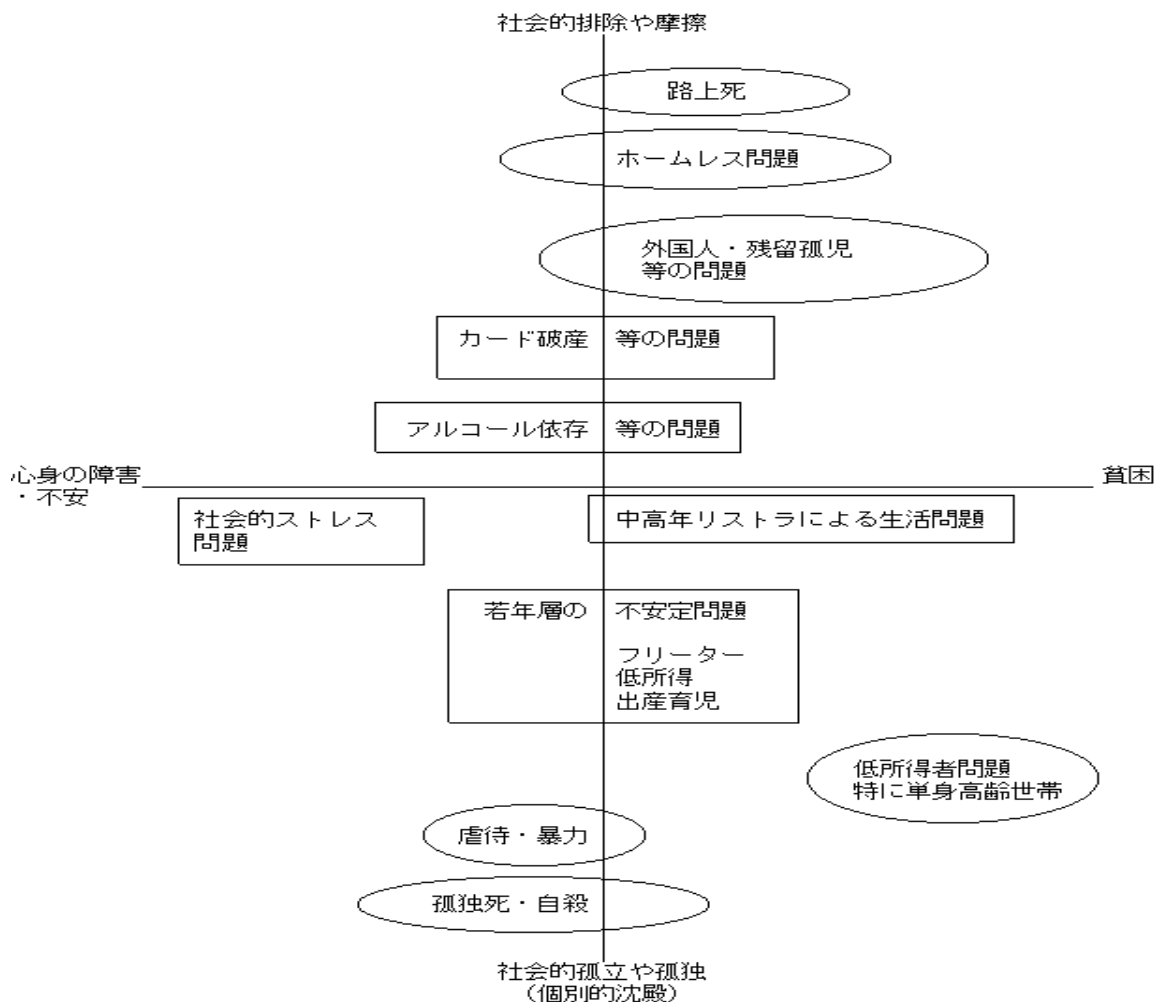 社会的排除や摩擦
路上死
ホームレス問題
外国人・残留孤児
等の問題
カード破産 等の問題
アルコール依存 等の問題
心身の障害
・不安
貧困
社会的ストレス
問題
中高年リストラによる生活問題
若年層の 不安定問題
フリーター
低所得
出産育児
低所得者問題
特に単身高齢世帯
虐待・暴力
孤独死・自殺
社会的孤立や孤独
（個別的沈殿）